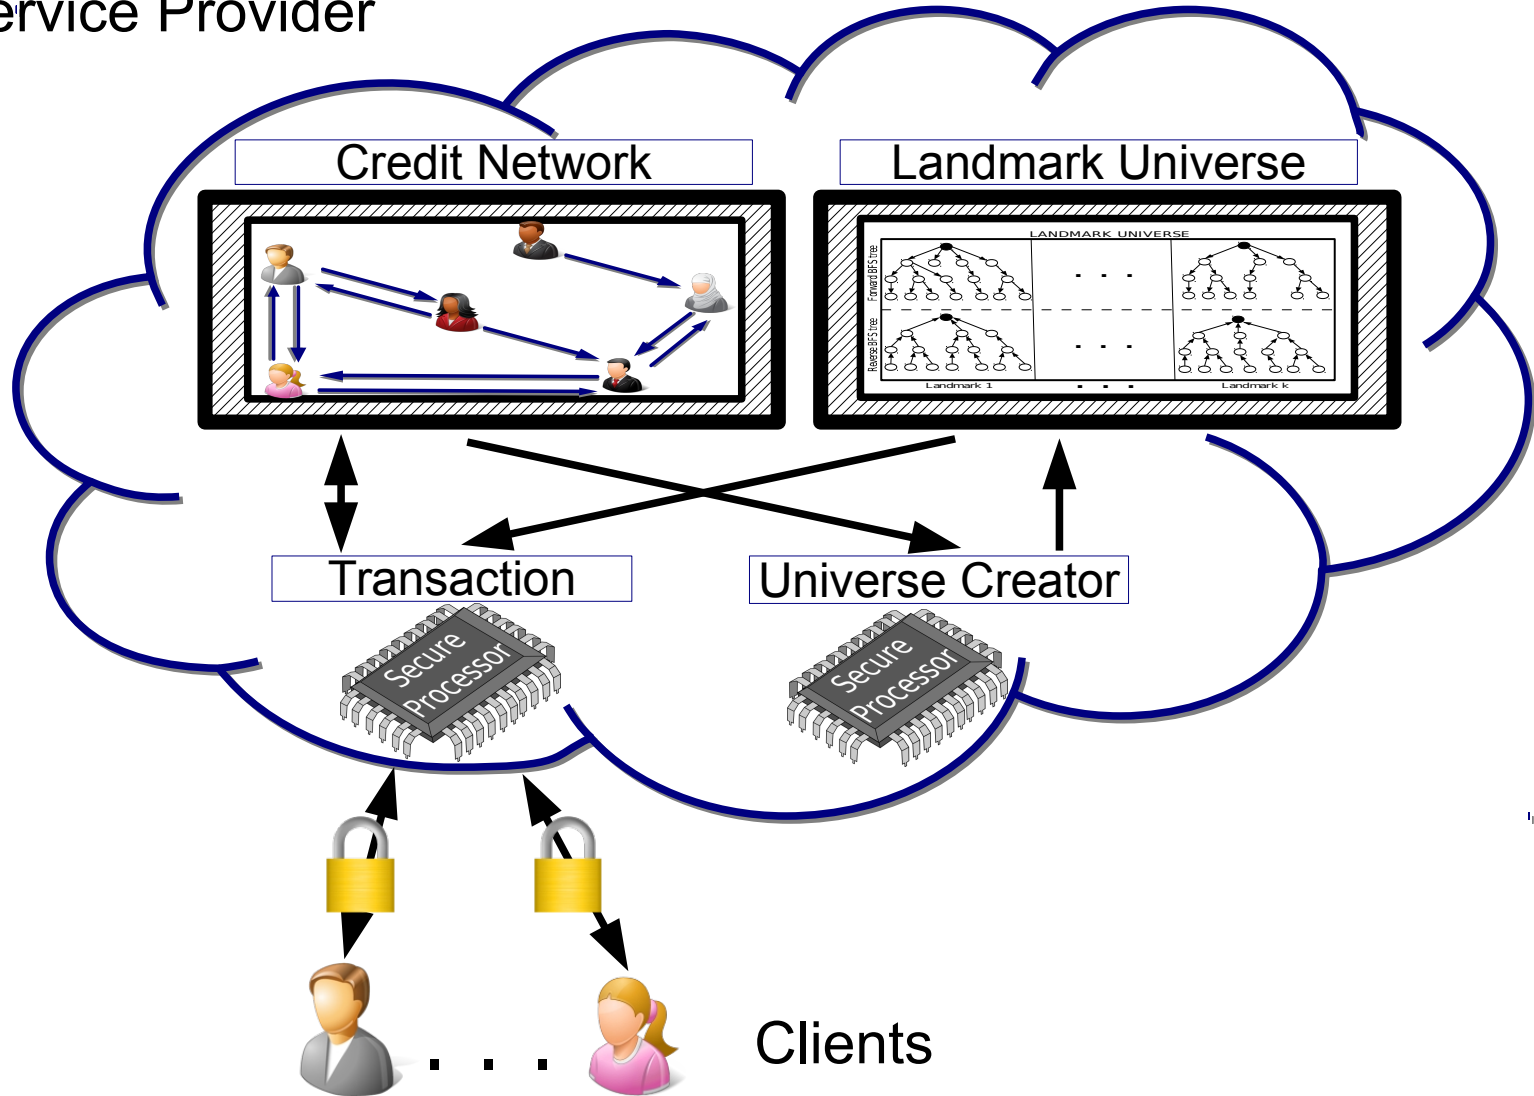 ervice Provider
Credit Network
Landmark Universe
LANDMARK UNIVERSE
Forward BFS tree
. . .
Reverse BFS tree
. . .
Landmark 1
. . .
Landmark k
Transaction
Universe Creator
Secure
Processor
Secure
Processor
. . .
Clients